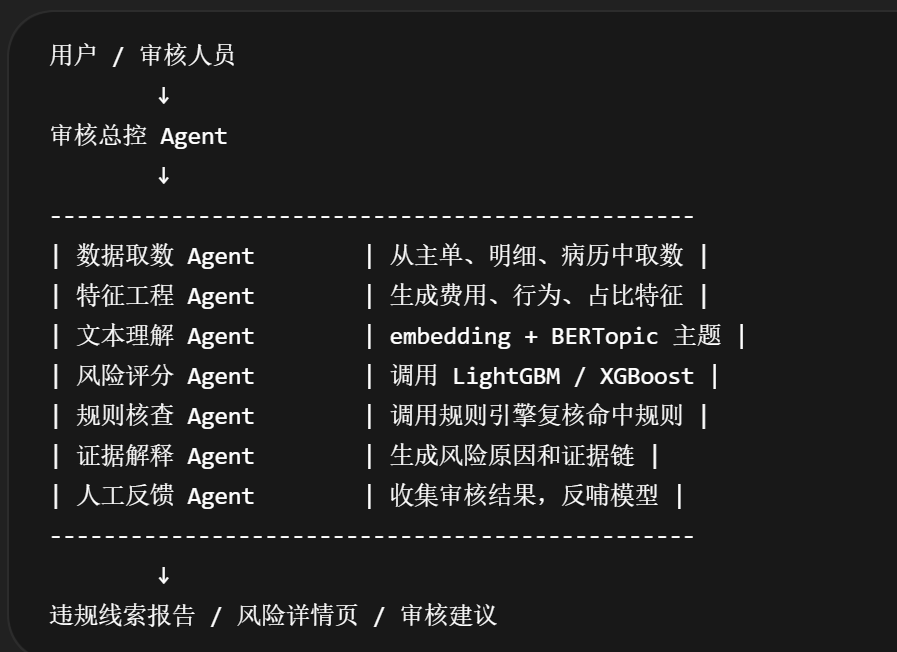 用户 / 审核人员
↓
审核总控 Agent
↓
------------------------------------------------
| 数据取数 Agent        | 从主单、明细、病历中取数 |
| 特征工程 Agent        | 生成费用、行为、占比特征 |
| 文本理解 Agent        | embedding + BERTopic 主题 |
| 风险评分 Agent        | 调用 LightGBM / XGBoost |
| 规则核查 Agent        | 调用规则引擎复核命中规则 |
| 证据解释 Agent        | 生成风险原因和证据链 |
| 人工反馈 Agent        | 收集审核结果，反哺模型 |
------------------------------------------------
↓
违规线索报告 / 风险详情页 / 审核建议